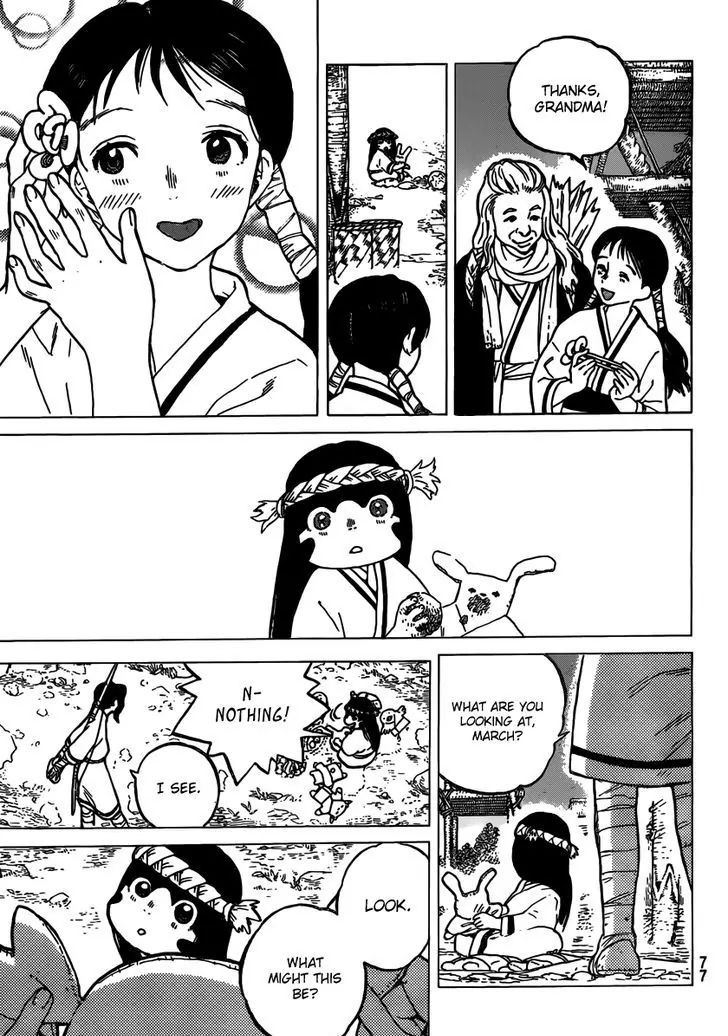 THANKS,
GRANDMA!
WHAT ARE YOU
LOOKING AT,
MARCH?
N-
NOTHING!
I SEE.
LOOK.
WHAT
MIGHT THIS
BE?
77